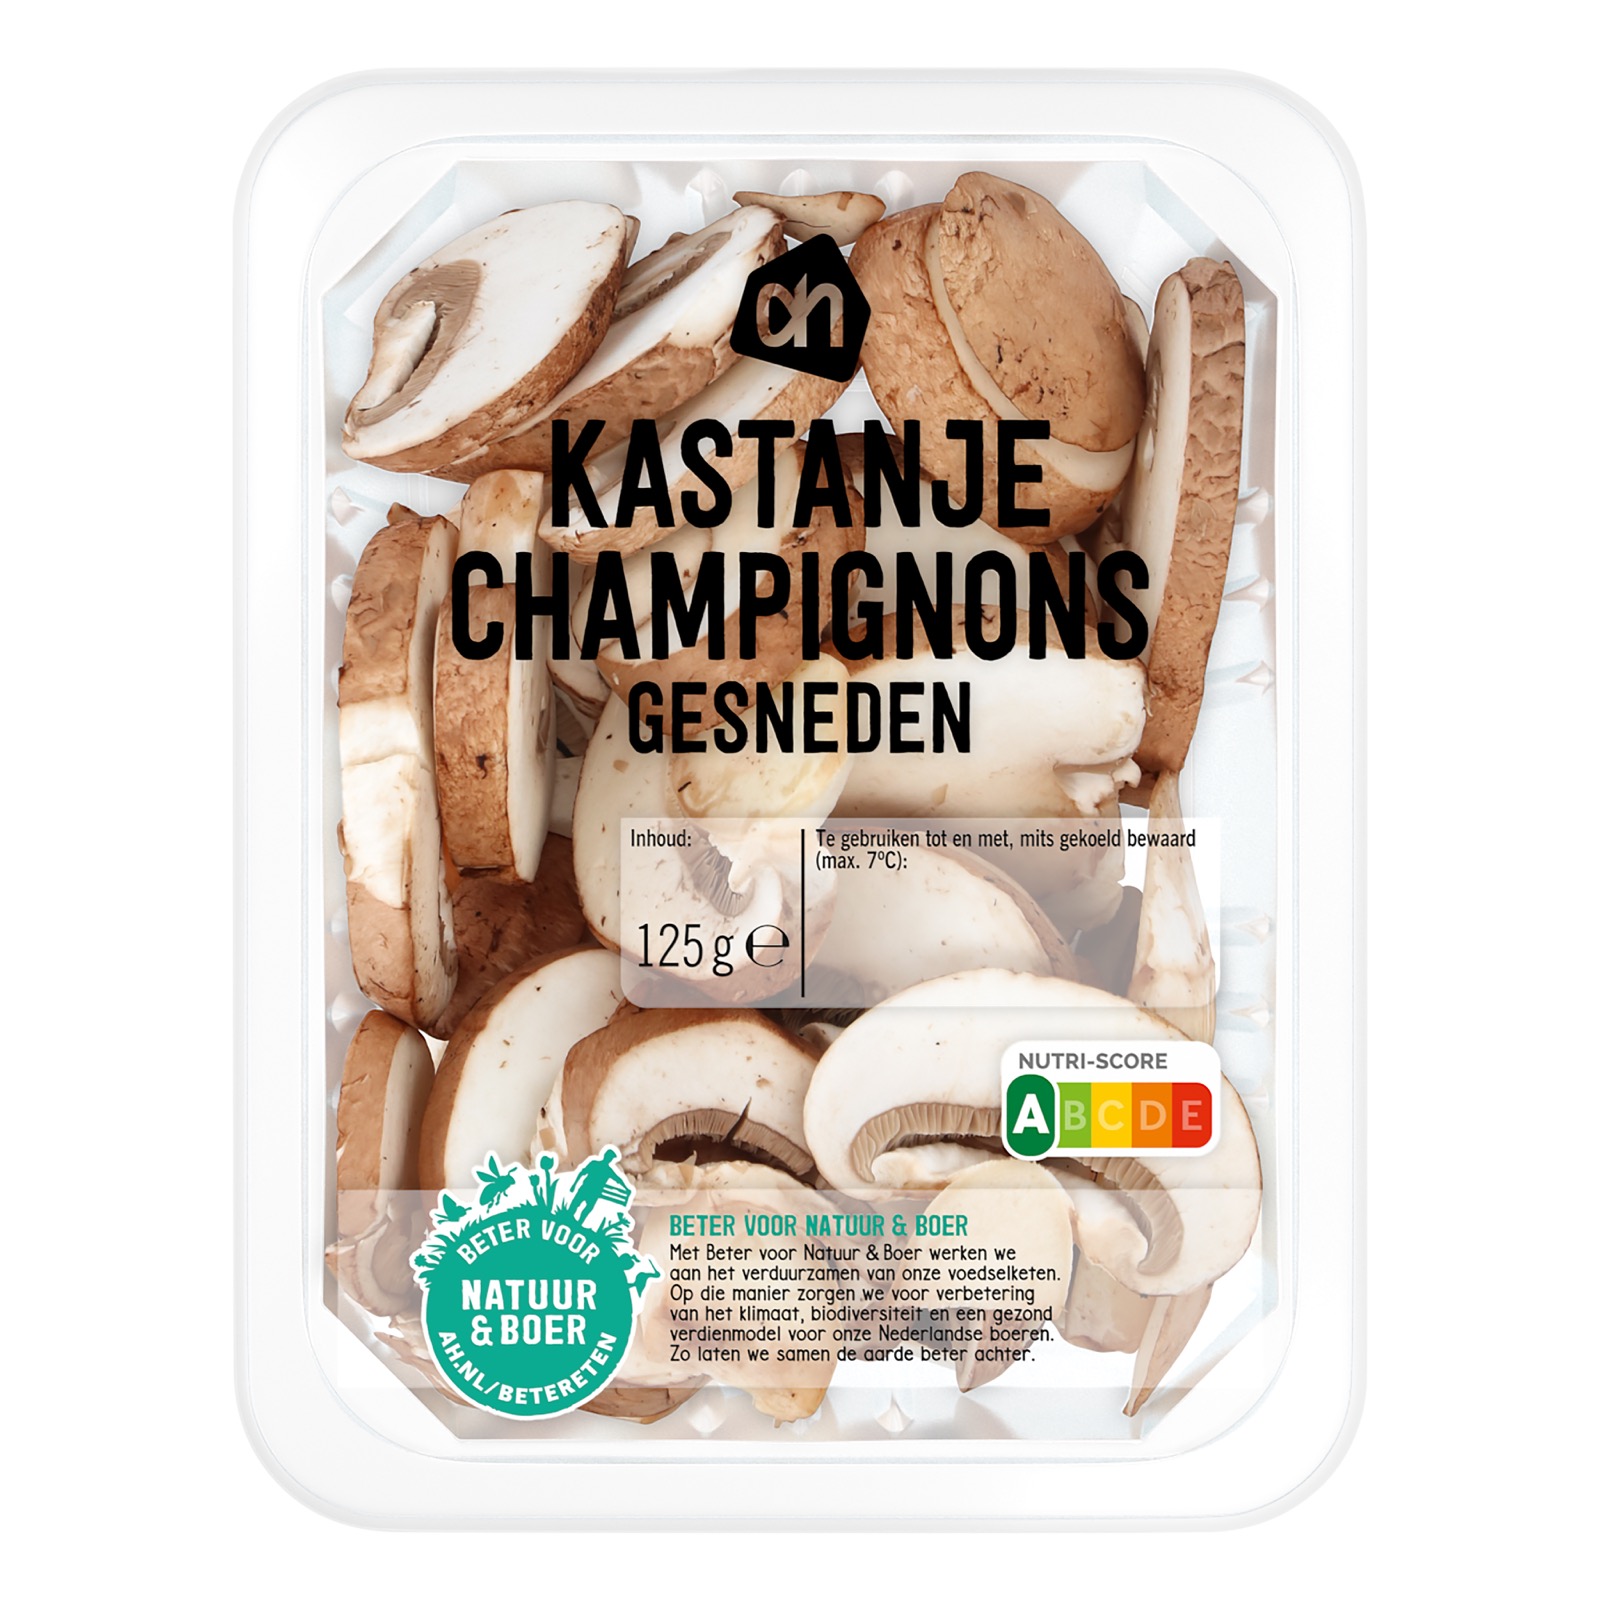 ah
KASTANJE
CHAMPIGNONS
GESNEDEN
Inhoud:
125 g ℮
Te gebruiken tot en met, mits gekoeld bewaard
(max. 7°C):
NUTRI-SCORE
A B C D E
BETER VOOR
NATUUR
& BOER
AH.NL/BETERETEN
BETER VOOR NATUUR & BOER
Met Beter voor Natuur & Boer werken we
aan het verduurzamen van onze voedselketen.
Op die manier zorgen we voor verbetering
van het klimaat, biodiversiteit en een gezond
verdienmodel voor onze Nederlandse boeren.
Zo laten we samen de aarde beter achter.